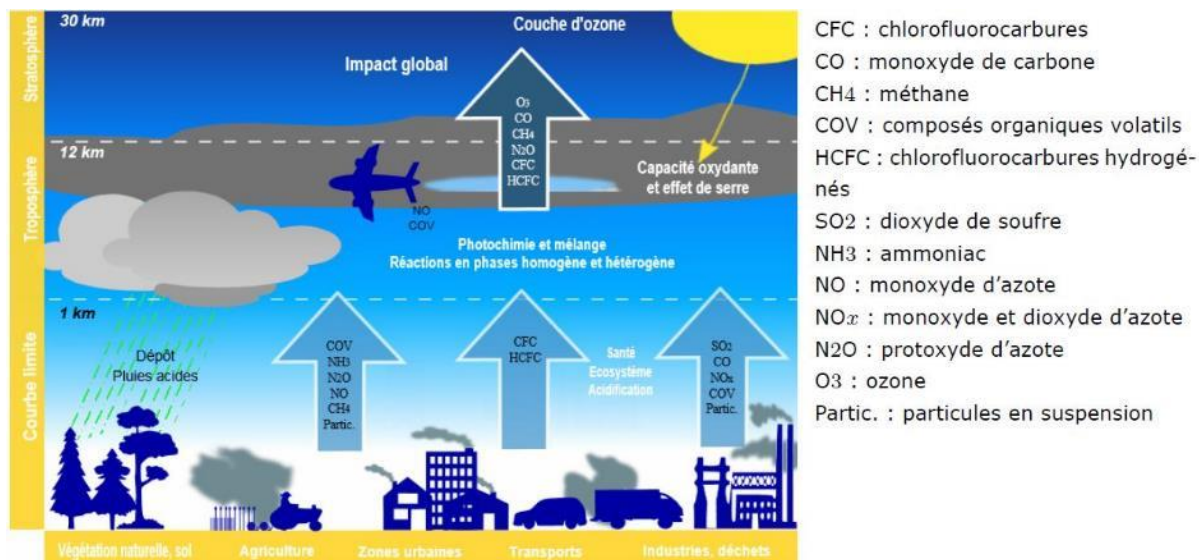 30 km
Couche d'ozone
Stratosphère
Impact global
O3
CO
CH4
N2O
CFC
HCFC
12 km
Capacité oxydante
et effet de serre
Troposphère
NO
COV
Photochimie et mélange
Réactions en phases homogène et hétérogène
1 km
Courbe limite
Dépôt
Pluies acides
COV
NH3
N2O
NO
CH4
Partic.
CFC
HCFC
Santé
Ecosystème
Acidification
SO2
CO
NOx
COV
Partic.
Végétation naturelle, sol
Agriculture
Zones urbaines
Transports
Industries, déchets
CFC : chlorofluorocarbures
CO : monoxyde de carbone
CH4 : méthane
COV : composés organiques volatils
HCFC : chlorofluorocarbures hydrogé-
nés
SO2 : dioxyde de soufre
NH3 : ammoniac
NO : monoxyde d'azote
NOx : monoxyde et dioxyde d'azote
N2O : protoxyde d'azote
O3 : ozone
Partic. : particules en suspension